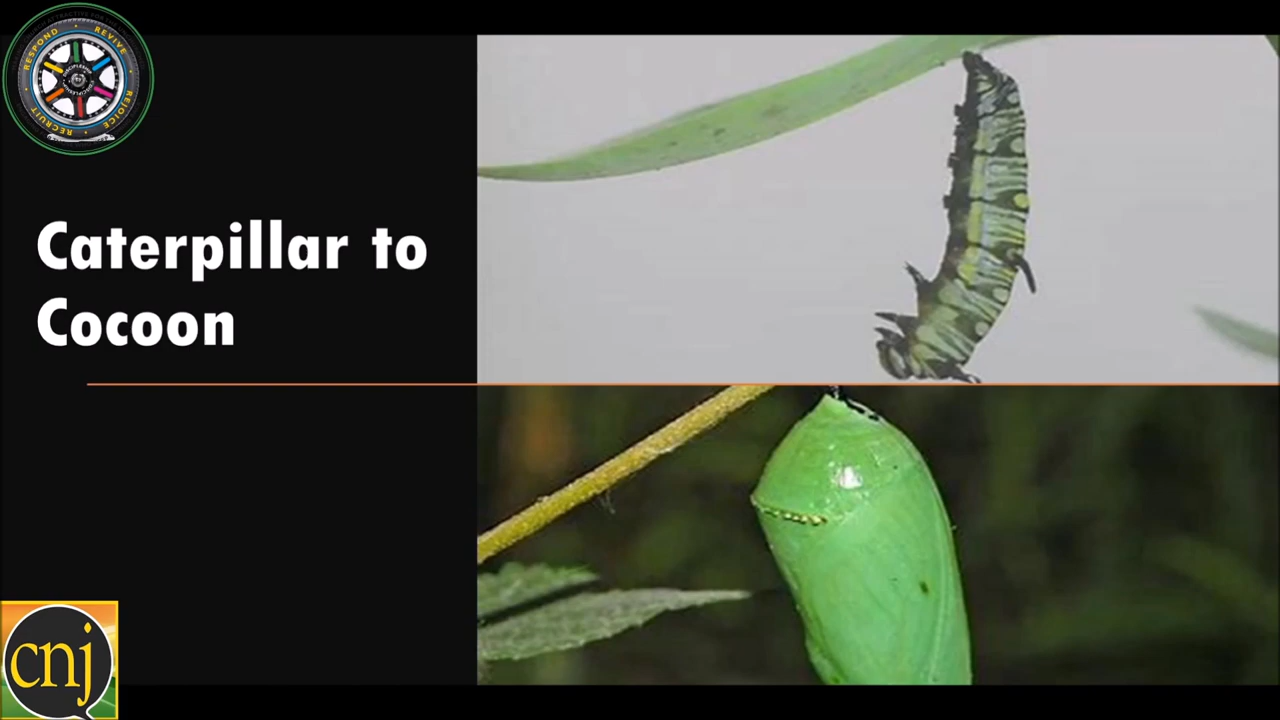 RESPOND • REVIVE • REJOICE • RECRUIT •
Caterpillar to
Cocoon
cnj